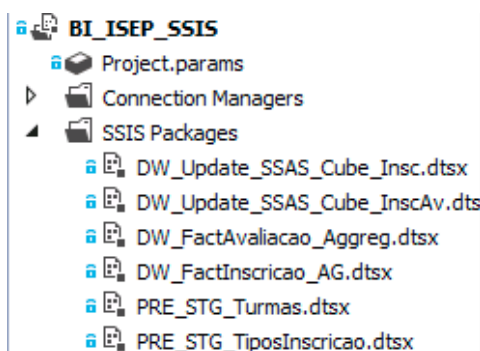 BI_ISEP_SSIS
Project.params
Connection Managers
SSIS Packages
DW_Update_SSAS_Cube_Insc.dtsx
DW_Update_SSAS_Cube_InscAv.dts
DW_FactAvaliacao_Aggreg.dtsx
DW_FactInscricao_AG.dtsx
PRE_STG_Turmas.dtsx
PRE_STG_TiposInscricao.dtsx